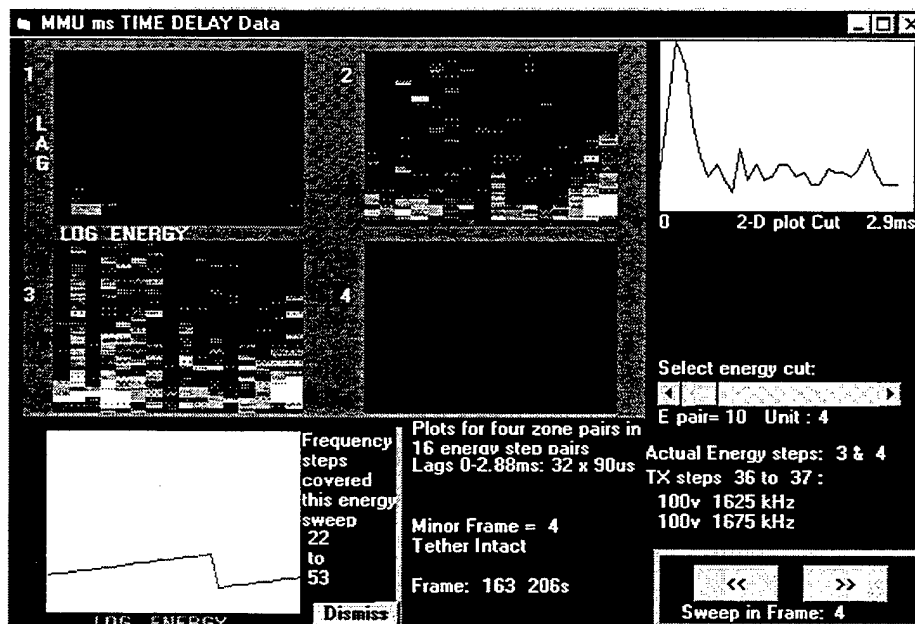 MMU ms TIME DELAY Data
1
2
LAG
LOG ENERGY
3
4
0 2-D plot Cut 2.9ms
Select energy cut:
E pair= 10 Unit : 4
Actual Energy steps: 3 & 4
TX steps 36 to 37 :
100v 1625 kHz
100v 1675 kHz
<< >>
Sweep in Frame: 4
Frequency
steps
covered
this energy
sweep
22
to
53
Dismiss
LOG ENERGY
Plots for four zone pairs in
16 energy step pairs
Lags 0-2.88ms: 32 x 90us
Minor Frame = 4
Tether Intact
Frame: 163 206s